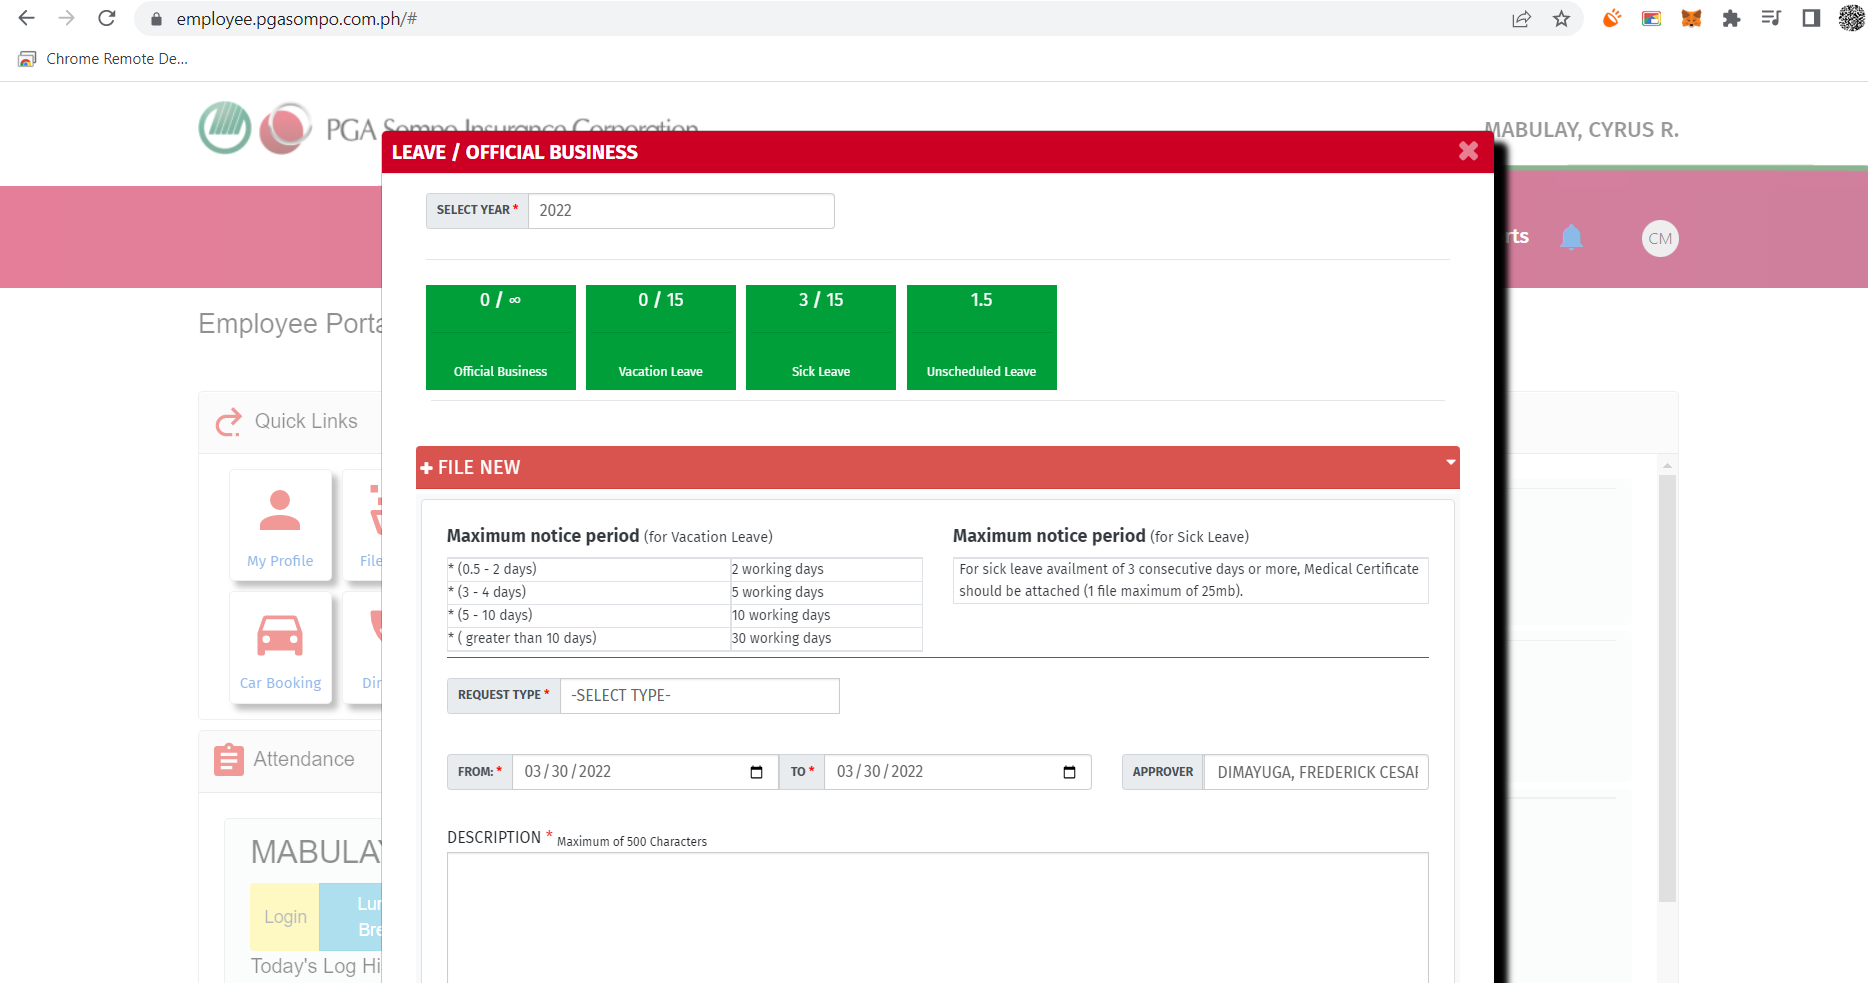 employee.pgasompo.com.ph/#
Chrome Remote De...
PGA Sompo Insurance Corporation
MABULAY, CYRUS R.
LEAVE / OFFICIAL BUSINESS
SELECT YEAR * 2022
rts
CM
0 / ∞ 0 / 15 3 / 15 1.5
Official Business Vacation Leave Sick Leave Unscheduled Leave
Employee Porta
Quick Links
FILE NEW
My Profile
File
Car Booking
Dir
Maximum notice period (for Vacation Leave)
* (0.5 - 2 days) 2 working days
* (3 - 4 days) 5 working days
* (5 - 10 days) 10 working days
* ( greater than 10 days) 30 working days
Maximum notice period (for Sick Leave)
For sick leave availment of 3 consecutive days or more, Medical Certificate
should be attached (1 file maximum of 25mb).
REQUEST TYPE * -SELECT TYPE-
FROM: * 03/30/2022 TO * 03/30/2022 APPROVER DIMAYUGA, FREDERICK CESAR
DESCRIPTION * Maximum of 500 Characters
Attendance
MABULAY
Login
Lun
Bre
Today's Log Hi